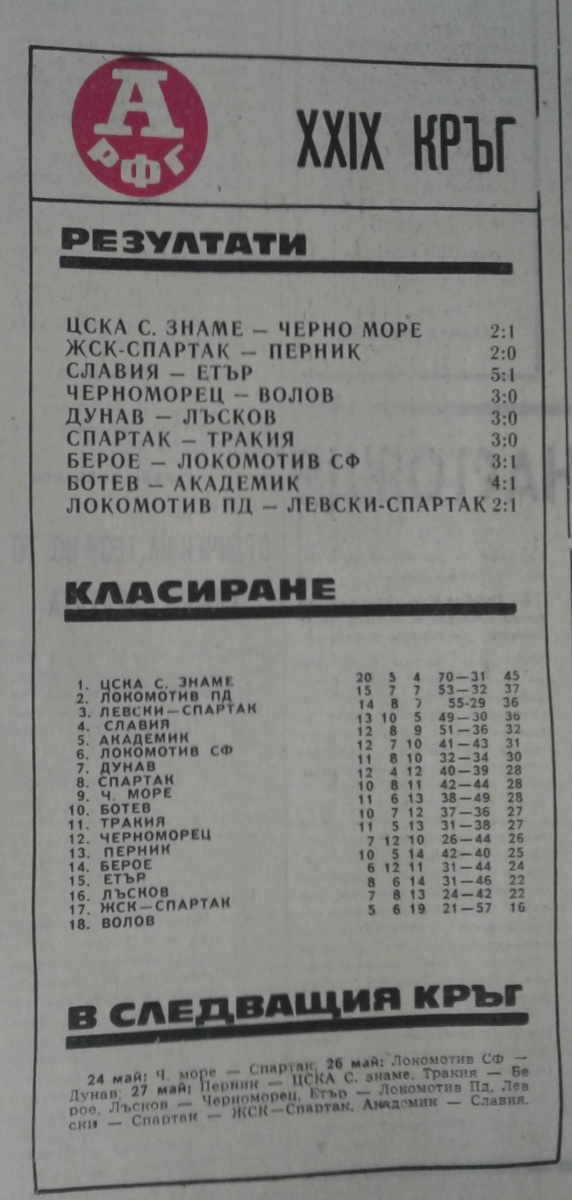 А
РФГ
XXIX КРЪГ
РЕЗУЛТАТИ
ЦСКА С. ЗНАМЕ — ЧЕРНО МОРЕ 2:1
ЖСК-СПАРТАК — ПЕРНИК 2:0
СЛАВИЯ — ЕТЪР 5:1
ЧЕРНОМОРЕЦ — ВОЛОВ 3:0
ДУНАВ — ЛЪСКОВ 3:0
СПАРТАК — ТРАКИЯ 3:0
БЕРОЕ — ЛОКОМОТИВ СФ 3:1
БОТЕВ — АКАДЕМИК 4:1
ЛОКОМОТИВ ПД — ЛЕВСКИ-СПАРТАК 2:1
КЛАСИРАНЕ
1. ЦСКА С. ЗНАМЕ 20 5 4 70—31 45
2. ЛОКОМОТИВ ПД 15 7 7 53—32 37
3. ЛЕВСКИ—СПАРТАК 14 8 7 55-29 36
4. СЛАВИЯ 13 10 5 49—30 36
5. АКАДЕМИК 12 8 9 51—36 32
6. ЛОКОМОТИВ СФ 12 7 10 41—43 31
7. ДУНАВ 11 8 10 32—34 30
8. СПАРТАК 12 4 12 40—39 28
9. Ч. МОРЕ 10 8 11 42—44 28
10. БОТЕВ 11 6 13 38—49 28
11. ТРАКИЯ 10 7 12 37—36 27
12. ЧЕРНОМОРЕЦ 11 5 13 31—38 27
13. ПЕРНИК 7 12 10 26—44 26
14. БЕРОЕ 10 5 14 42—40 25
15. ЕТЪР 6 12 11 31—44 24
16. ЛЪСКОВ 8 6 14 31—46 22
17. ЖСК—СПАРТАК 7 8 13 24—42 22
18. ВОЛОВ 5 6 19 21—57 16
В СЛЕДВАЩИЯ КРЪГ
24 май: Ч. море — Спартак, 26 май: Локомотив Сф —
Дунав; 27 май: Перник — ЦСКА С. знаме, Тракия — Бе
рое, Лъсков — Черноморец, Етър — Локомотив Пд, Лев
ски — Спартак — ЖСК—Спартак, Академик — Славия.